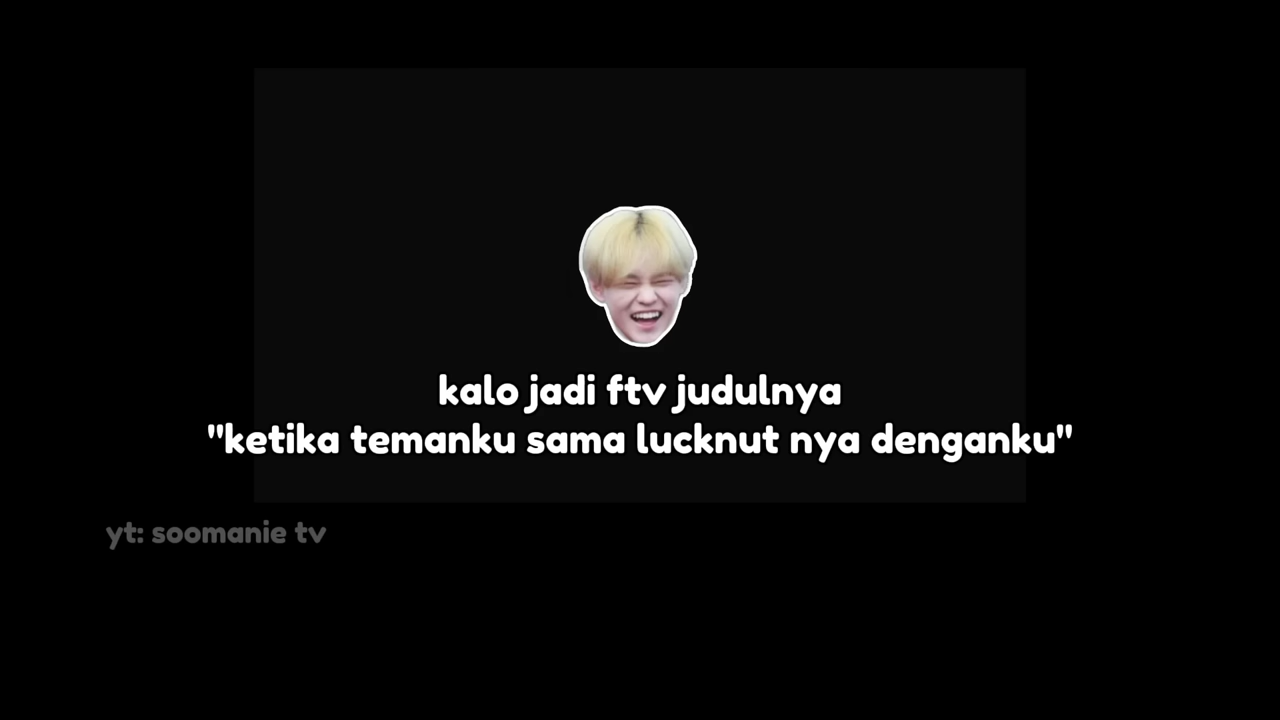 kalo jadi ftv judulnya
"ketika temanku sama lucknut nya denganku"
yt: soomanie tv